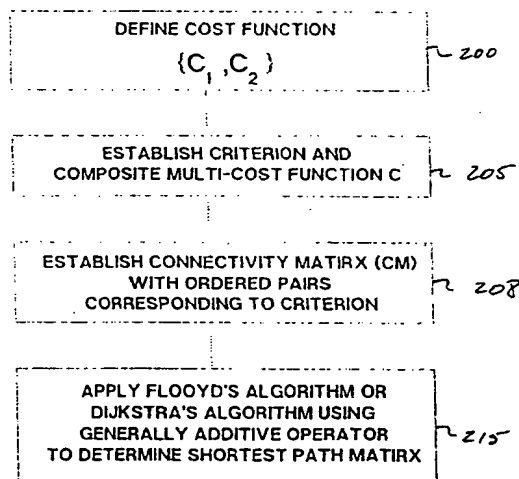 DEFINE COST FUNCTION
{C1 ,C2 }
200
ESTABLISH CRITERION AND
COMPOSITE MULTI-COST FUNCTION C
205
ESTABLISH CONNECTIVITY MATIRX (CM)
WITH ORDERED PAIRS
CORRESPONDING TO CRITERION
208
APPLY FLOOYD'S ALGORITHM OR
DIJKSTRA'S ALGORITHM USING
GENERALLY ADDITIVE OPERATOR
TO DETERMINE SHORTEST PATH MATIRX
215